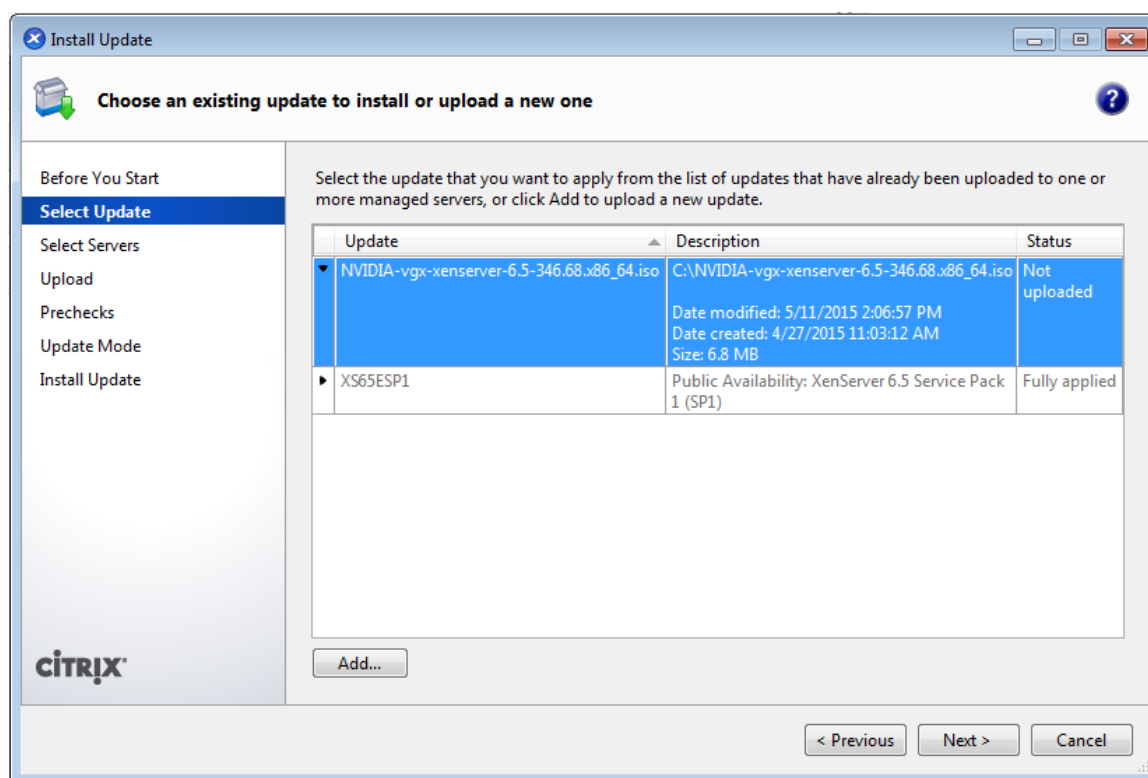 Install Update
Choose an existing update to install or upload a new one
?
Before You Start
Select Update
Select Servers
Upload
Prechecks
Update Mode
Install Update
CITRIX
Select the update that you want to apply from the list of updates that have already been uploaded to one or
more managed servers, or click Add to upload a new update.
Update Description Status
NVIDIA-vgx-xenserver-6.5-346.68.x86_64.iso C:\NVIDIA-vgx-xenserver-6.5-346.68.x86_64.iso Not
uploaded
Date modified: 5/11/2015 2:06:57 PM
Date created: 4/27/2015 11:03:12 AM
Size: 6.8 MB
XS65ESP1 Public Availability: XenServer 6.5 Service Pack Fully applied
1 (SP1)
Add...
< Previous Next > Cancel